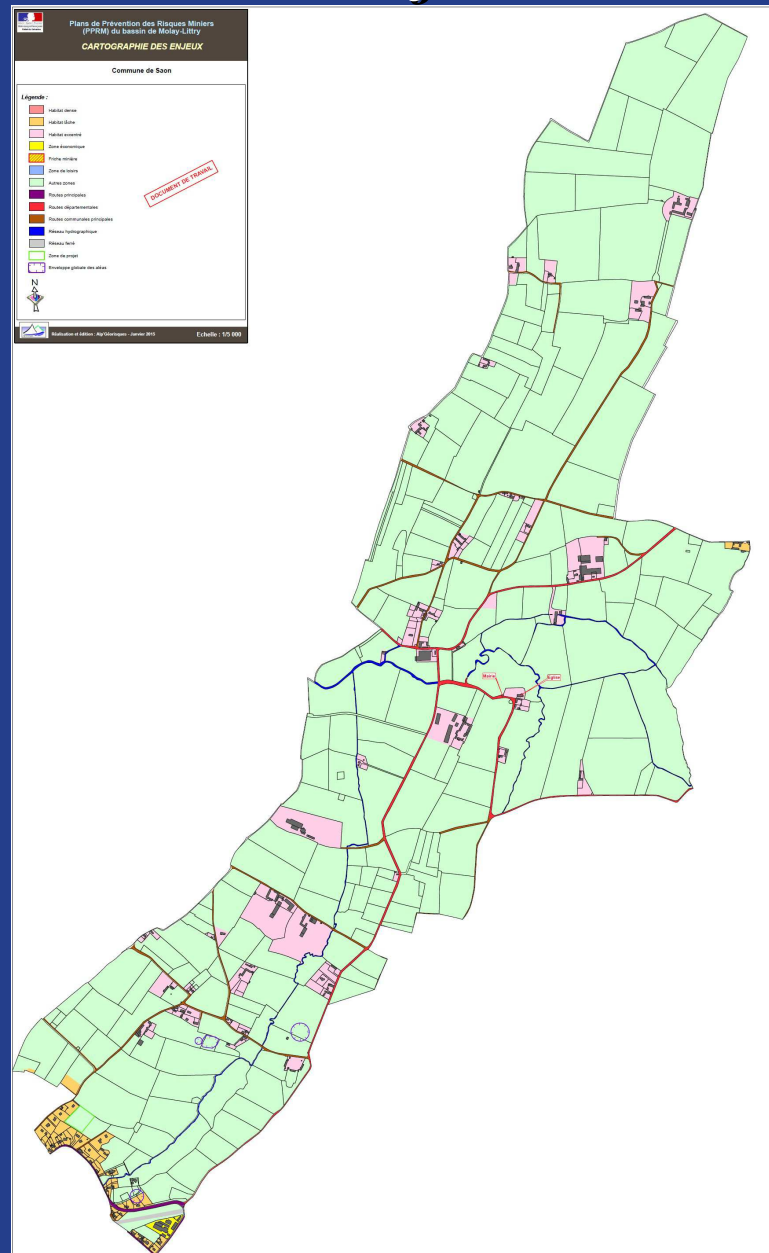 Plans de Prévention des Risques Miniers
(PPRM) du bassin de Molay-Littry
CARTOGRAPHIE DES ENJEUX
Commune de Saon
Légende :
Habitat dense
Habitat lâche
Habitat excentré
Zone économique
Friche minière
Zone de loisirs
Autres zones
Routes principales
Routes départementales
Routes communales principales
Réseau hydrographique
Réseau ferré
Zone de projet
Enveloppe globale des aléas
DOCUMENT DE TRAVAIL
N
Réalisation et édition : Alp'Géorisques - Janvier 2013
Echelle : 1/5 000
Mairie
Eglise